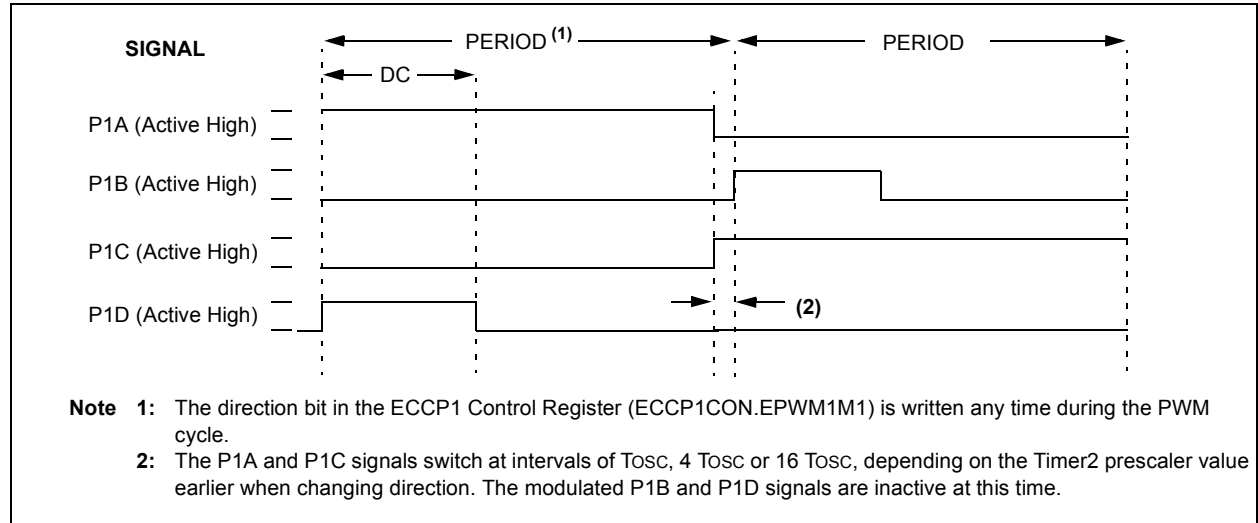 SIGNAL
PERIOD(1)
PERIOD
DC
P1A (Active High)
P1B (Active High)
P1C (Active High)
P1D (Active High)
(2)
Note 1: The direction bit in the ECCP1 Control Register (ECCP1CON.EPWM1M1) is written any time during the PWM
cycle.
2: The P1A and P1C signals switch at intervals of TOSC, 4 TOSC or 16 TOSC, depending on the Timer2 prescaler value
earlier when changing direction. The modulated P1B and P1D signals are inactive at this time.